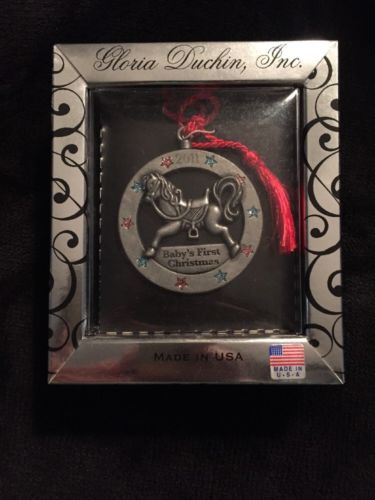 Gloria Duchin, Inc.
2011
Baby's First
Christmas
MADE IN USA
MADE IN
U•S•A